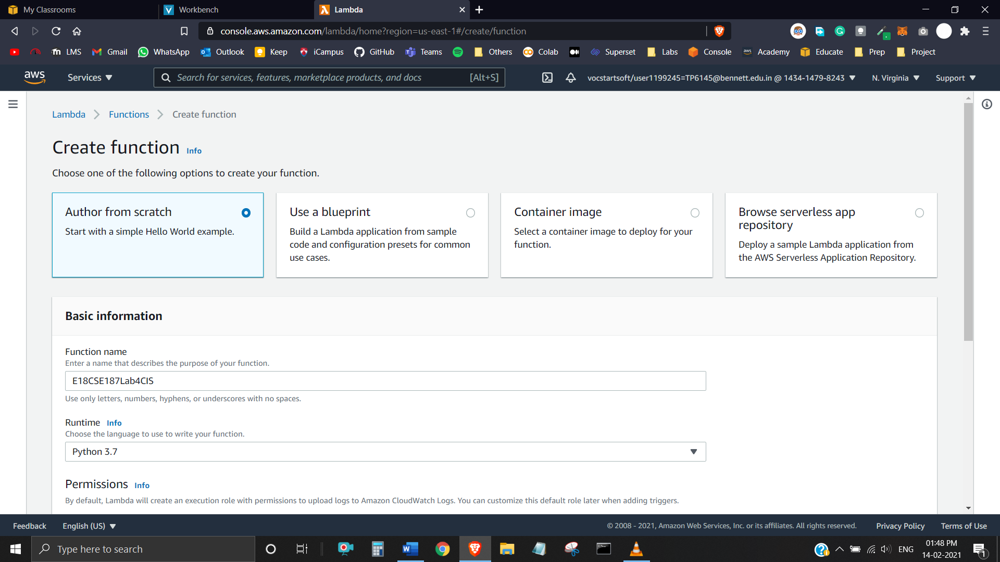 My Classrooms
Workbench
Lambda
console.aws.amazon.com/lambda/home?region=us-east-1#/create/function
LMS Gmail WhatsApp Outlook Keep iCampus GitHub Teams Others Colab Superset Labs Console aws Academy Educate Prep Project
aws Services Search for services, features, marketplace products, and docs [Alt+S] vocstartsoft/user1199245=TP6145@bennett.edu.in @ 1434-1479-8243 N. Virginia Support
Lambda Functions Create function
Create function Info
Choose one of the following options to create your function.
Author from scratch
Start with a simple Hello World example.
Use a blueprint
Build a Lambda application from sample
code and configuration presets for common
use cases.
Container image
Select a container image to deploy for your
function.
Browse serverless app
repository
Deploy a sample Lambda application from
the AWS Serverless Application Repository.
Basic information
Function name
Enter a name that describes the purpose of your function.
E18CSE187Lab4CIS
Use only letters, numbers, hyphens, or underscores with no spaces.
Runtime Info
Choose the language to use to write your function.
Python 3.7
Permissions Info
By default, Lambda will create an execution role with permissions to upload logs to Amazon CloudWatch Logs. You can customize this default role later when adding triggers.
Feedback English (US) © 2008 - 2021, Amazon Web Services, Inc. or its affiliates. All rights reserved. Privacy Policy Terms of Use
Type here to search
ENG
01:48 PM
14-02-2021
1